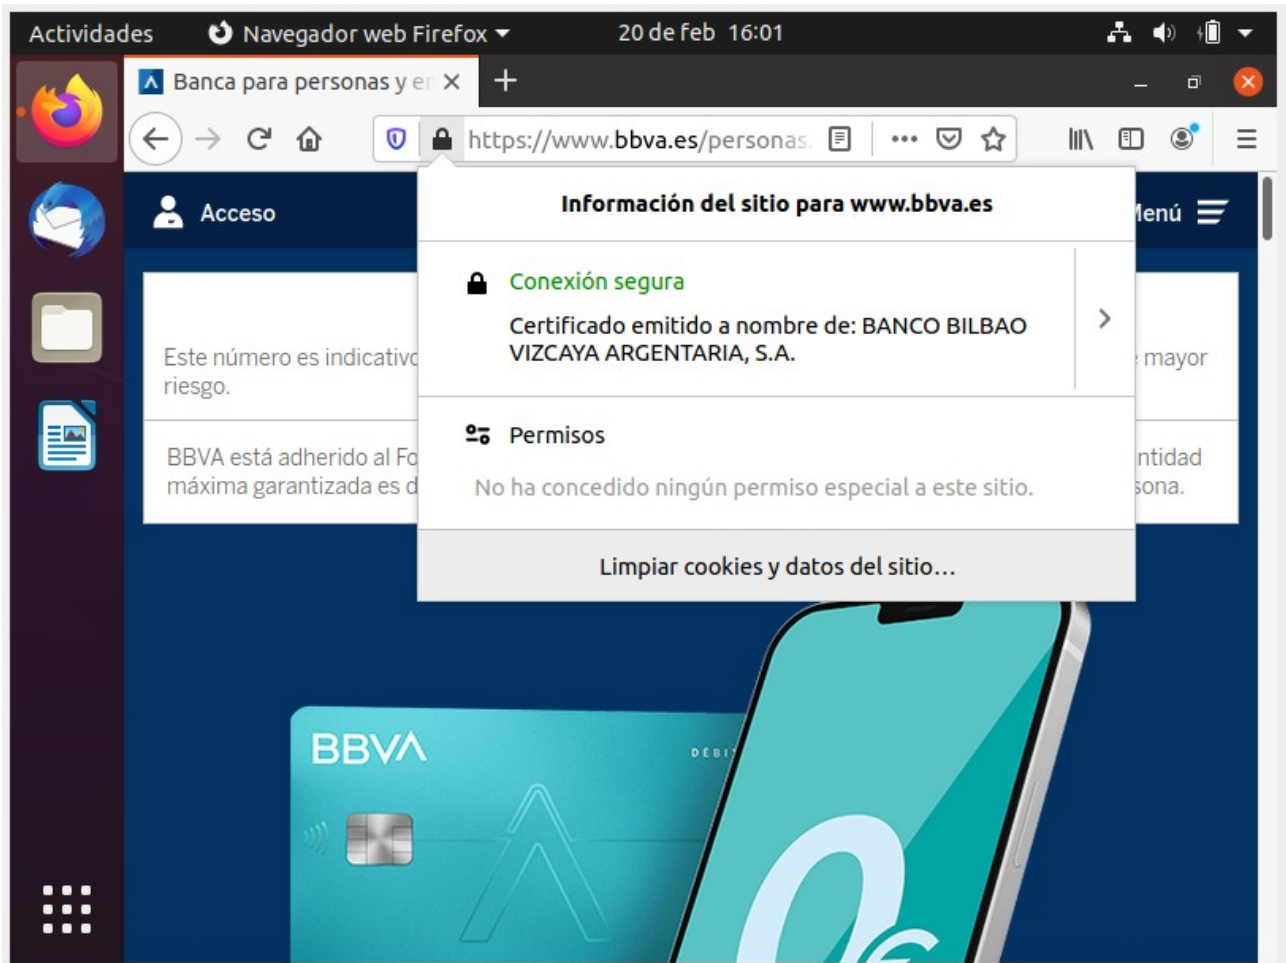 Actividades Navegador web Firefox 20 de feb 16:01
Banca para personas y en
https://www.bbva.es/personas
Acceso
Menú
Información del sitio para www.bbva.es
Conexión segura
Certificado emitido a nombre de: BANCO BILBAO
VIZCAYA ARGENTARIA, S.A.
Permisos
No ha concedido ningún permiso especial a este sitio.
Limpiar cookies y datos del sitio…
Este número es indicativo mayor
riesgo.
BBVA está adherido al Fo ntidad
máxima garantizada es d sona.
BBVA
DÉBI
0€